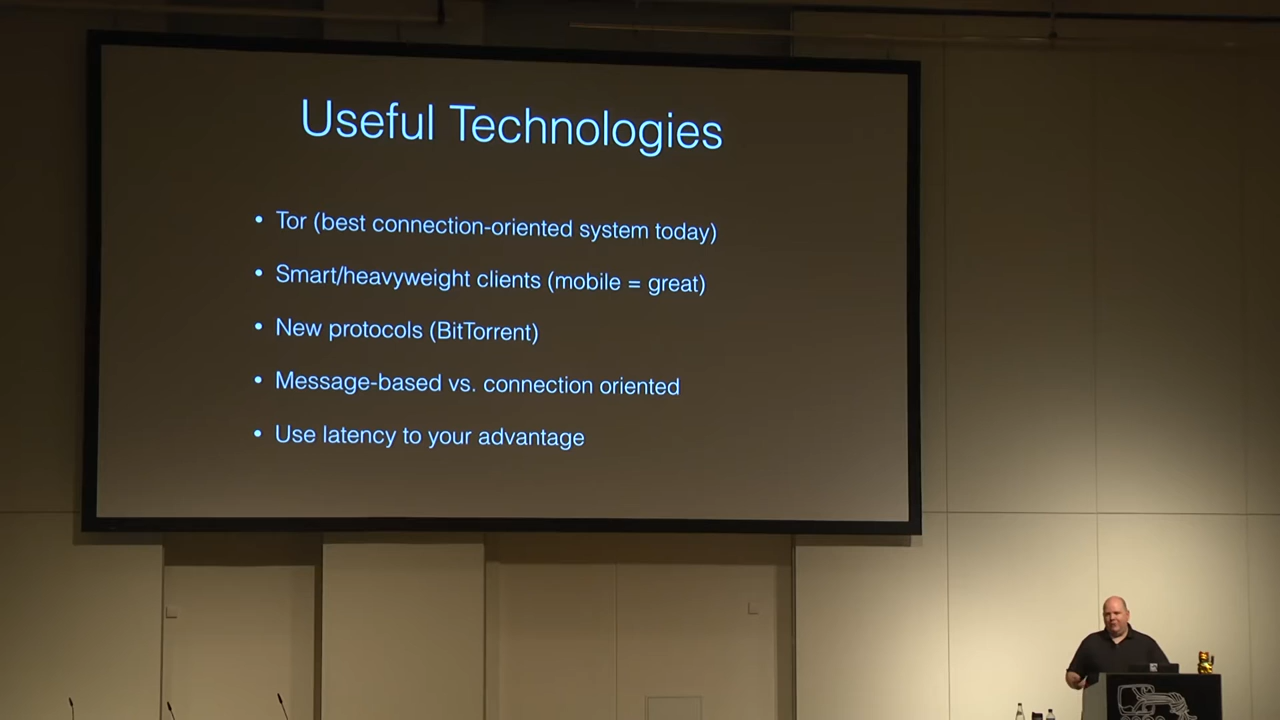 Useful Technologies
• Tor (best connection-oriented system today)
• Smart/heavyweight clients (mobile = great)
• New protocols (BitTorrent)
• Message-based vs. connection oriented
• Use latency to your advantage